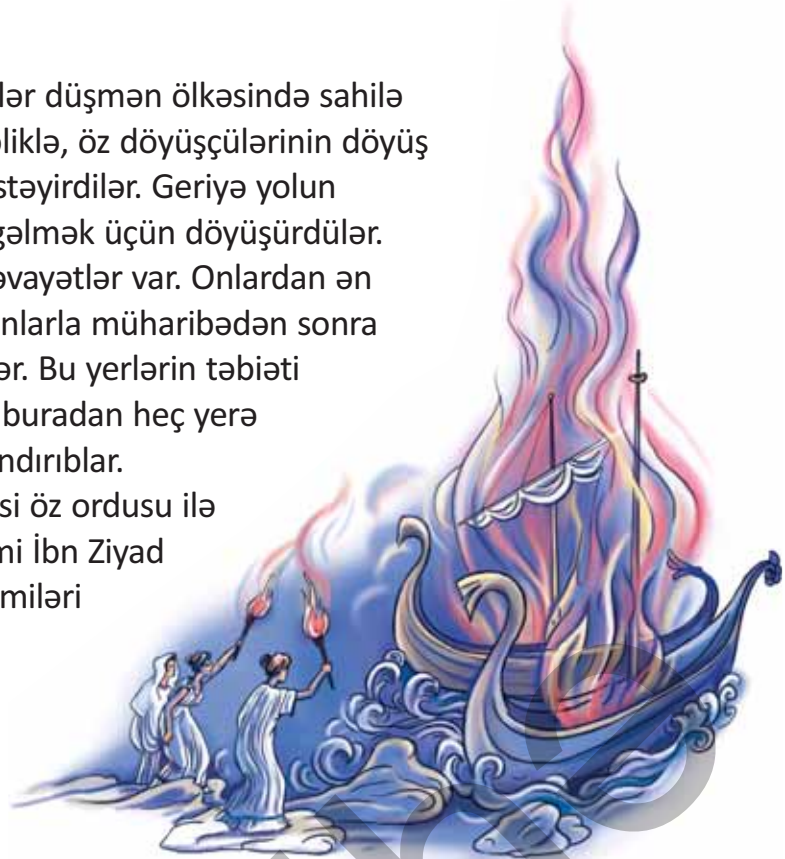 lər düşmən ölkəsində sahilə
liklə, öz döyüşçülərinin döyüş
stəyirdilər. Geriyə yolun
gəlmək üçün döyüşürdülər.
əvayətlər var. Onlardan ən
nlarla müharibədən sonra
ər. Bu yerlərin təbiəti
buradan heç yerə
ndırıblar.
si öz ordusu ilə
mi İbn Ziyad
miləri